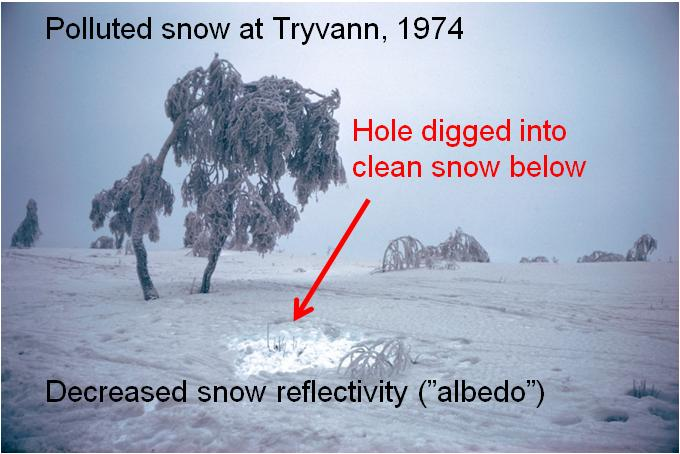 Polluted snow at Tryvann, 1974
Hole digged into
clean snow below
Decreased snow reflectivity (”albedo”)